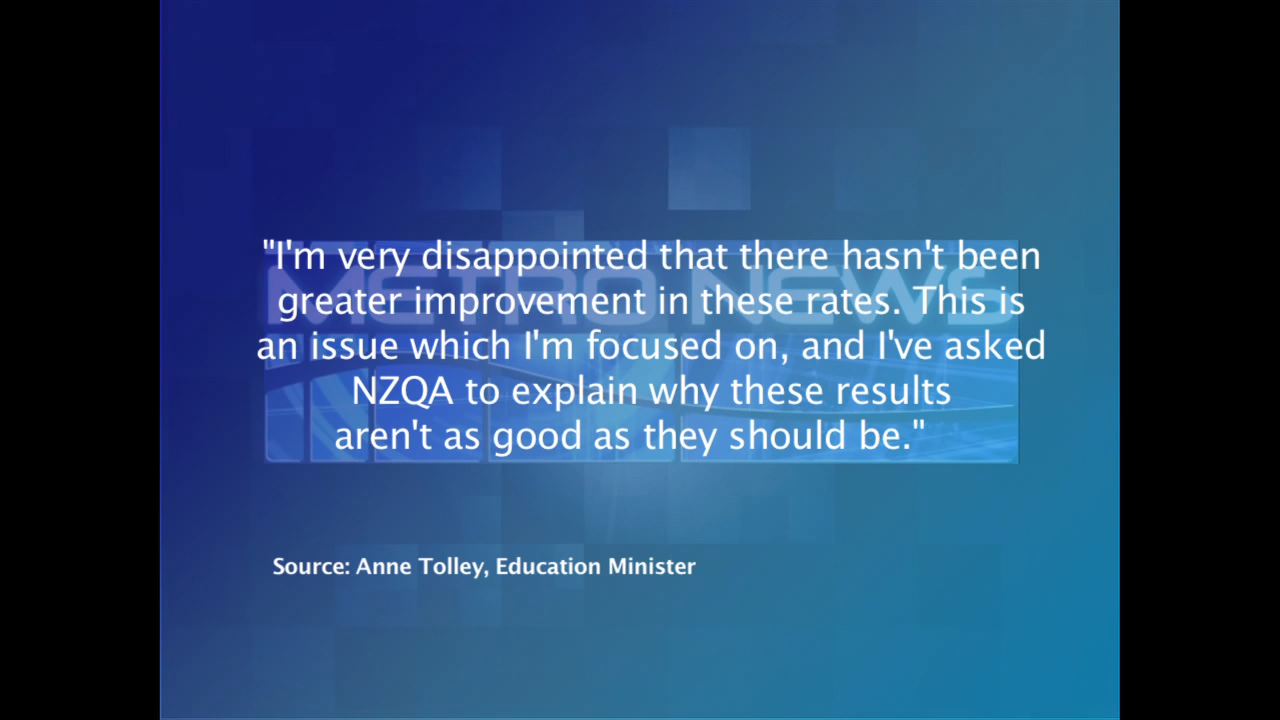 "I'm very disappointed that there hasn't been
greater improvement in these rates. This is
an issue which I'm focused on, and I've asked
NZQA to explain why these results
aren't as good as they should be."
METRO NEWS
Source: Anne Tolley, Education Minister